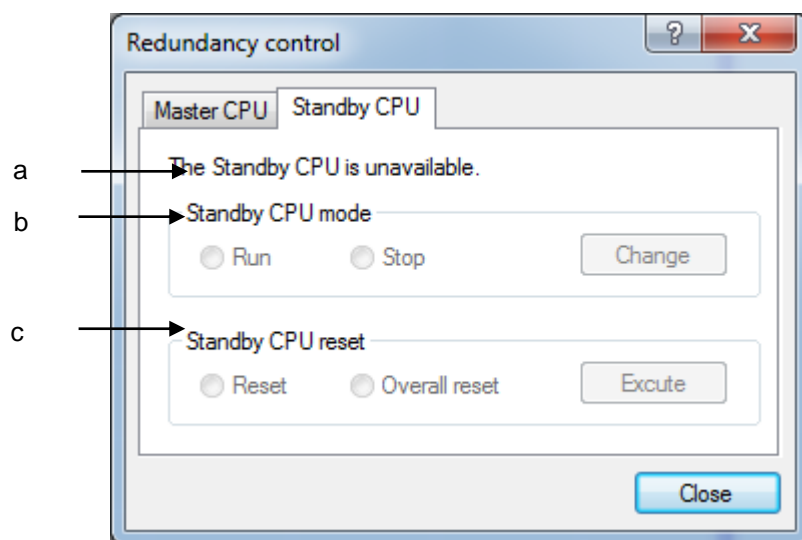 Redundancy control
Master CPU Standby CPU
a The Standby CPU is unavailable.
b Standby CPU mode
Run Stop Change
c Standby CPU reset
Reset Overall reset Excute
Close